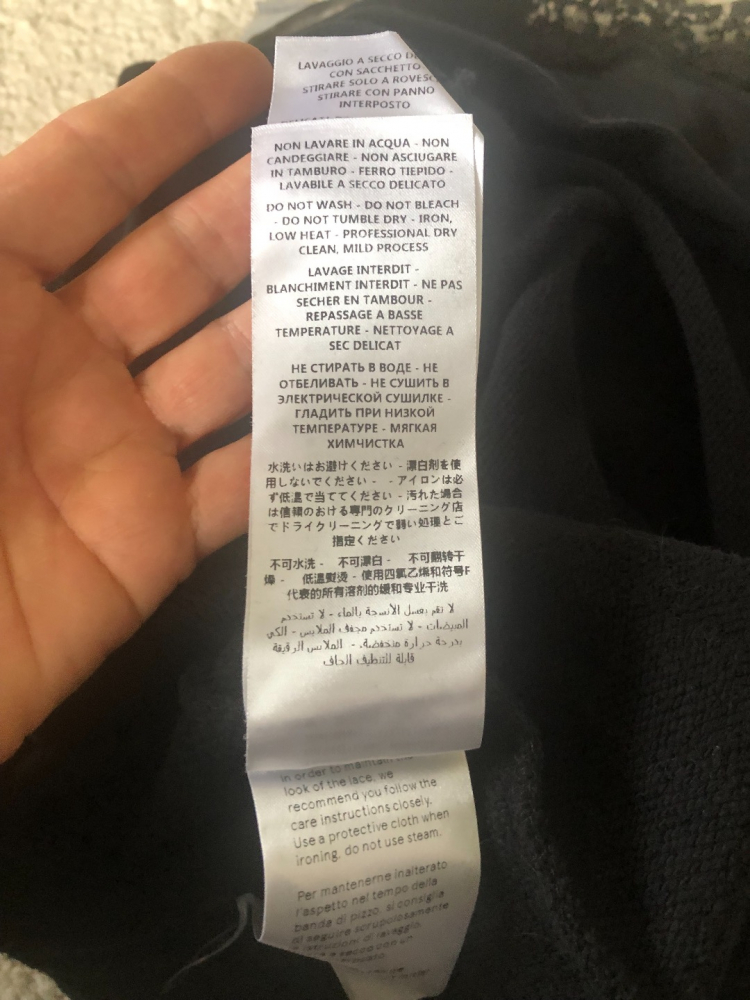 LAVAGGIO A SECCO
CON SACCHETTO
STIRARE SOLO A
STIRARE CON PANNO
INTERPOSTO
NON LAVARE IN ACQUA - NON
CANDEGGIARE - NON ASCIUGARE
IN TAMBURO - FERRO TIEPIDO -
LAVABILE A SECCO DELICATO
DO NOT WASH - DO NOT BLEACH
- DO NOT TUMBLE DRY - IRON,
LOW HEAT - PROFESSIONAL DRY
CLEAN, MILD PROCESS
LAVAGE INTERDIT -
BLANCHIMENT INTERDIT - NE PAS
SECHER EN TAMBOUR -
REPASSAGE A BASSE
TEMPERATURE - NETTOYAGE A
SEC DELICAT
НЕ СТИРАТЬ В ВОДЕ - НЕ
ОТБЕЛИВАТЬ - НЕ СУШИТЬ В
ЭЛЕКТРИЧЕСКОЙ СУШИЛКЕ -
ГЛАДИТЬ ПРИ НИЗКОЙ
ТЕМПЕРАТУРЕ - МЯГКАЯ
ХИМЧИСТКА
水洗いはお避けください - 漂白剤を使
用しないでください - - アイロンは必
ず低温で当ててください - 汚れた場合
は信頼のおける専門のクリーニング店
でドライクリーニングで弱い処理とご
指定ください
不可水洗 - 不可漂白 - 不可翻转干
燥 - 低温熨烫 - 使用四氯乙烯和符号F
代表的所有溶剂的缓和专业干洗
لا تقم بغسل الأنسجة بالماء - لا تستخدم
المبيضات - لا تستخدم مجفف الملابس - الكي
بدرجة حرارة منخفضة. - الملابس الرقيقة
قابلة للتنظيف الجاف
In order to maintain the
look of the lace, we
recommend you follow the
care instructions closely.
Use a protective cloth when
ironing, do not use steam.
Per mantenerne inalterato
l'aspetto nel tempo della
banda di pizzo, si consiglia
di seguire scrupolosamente
istruzioni di lavaggio
a secco con